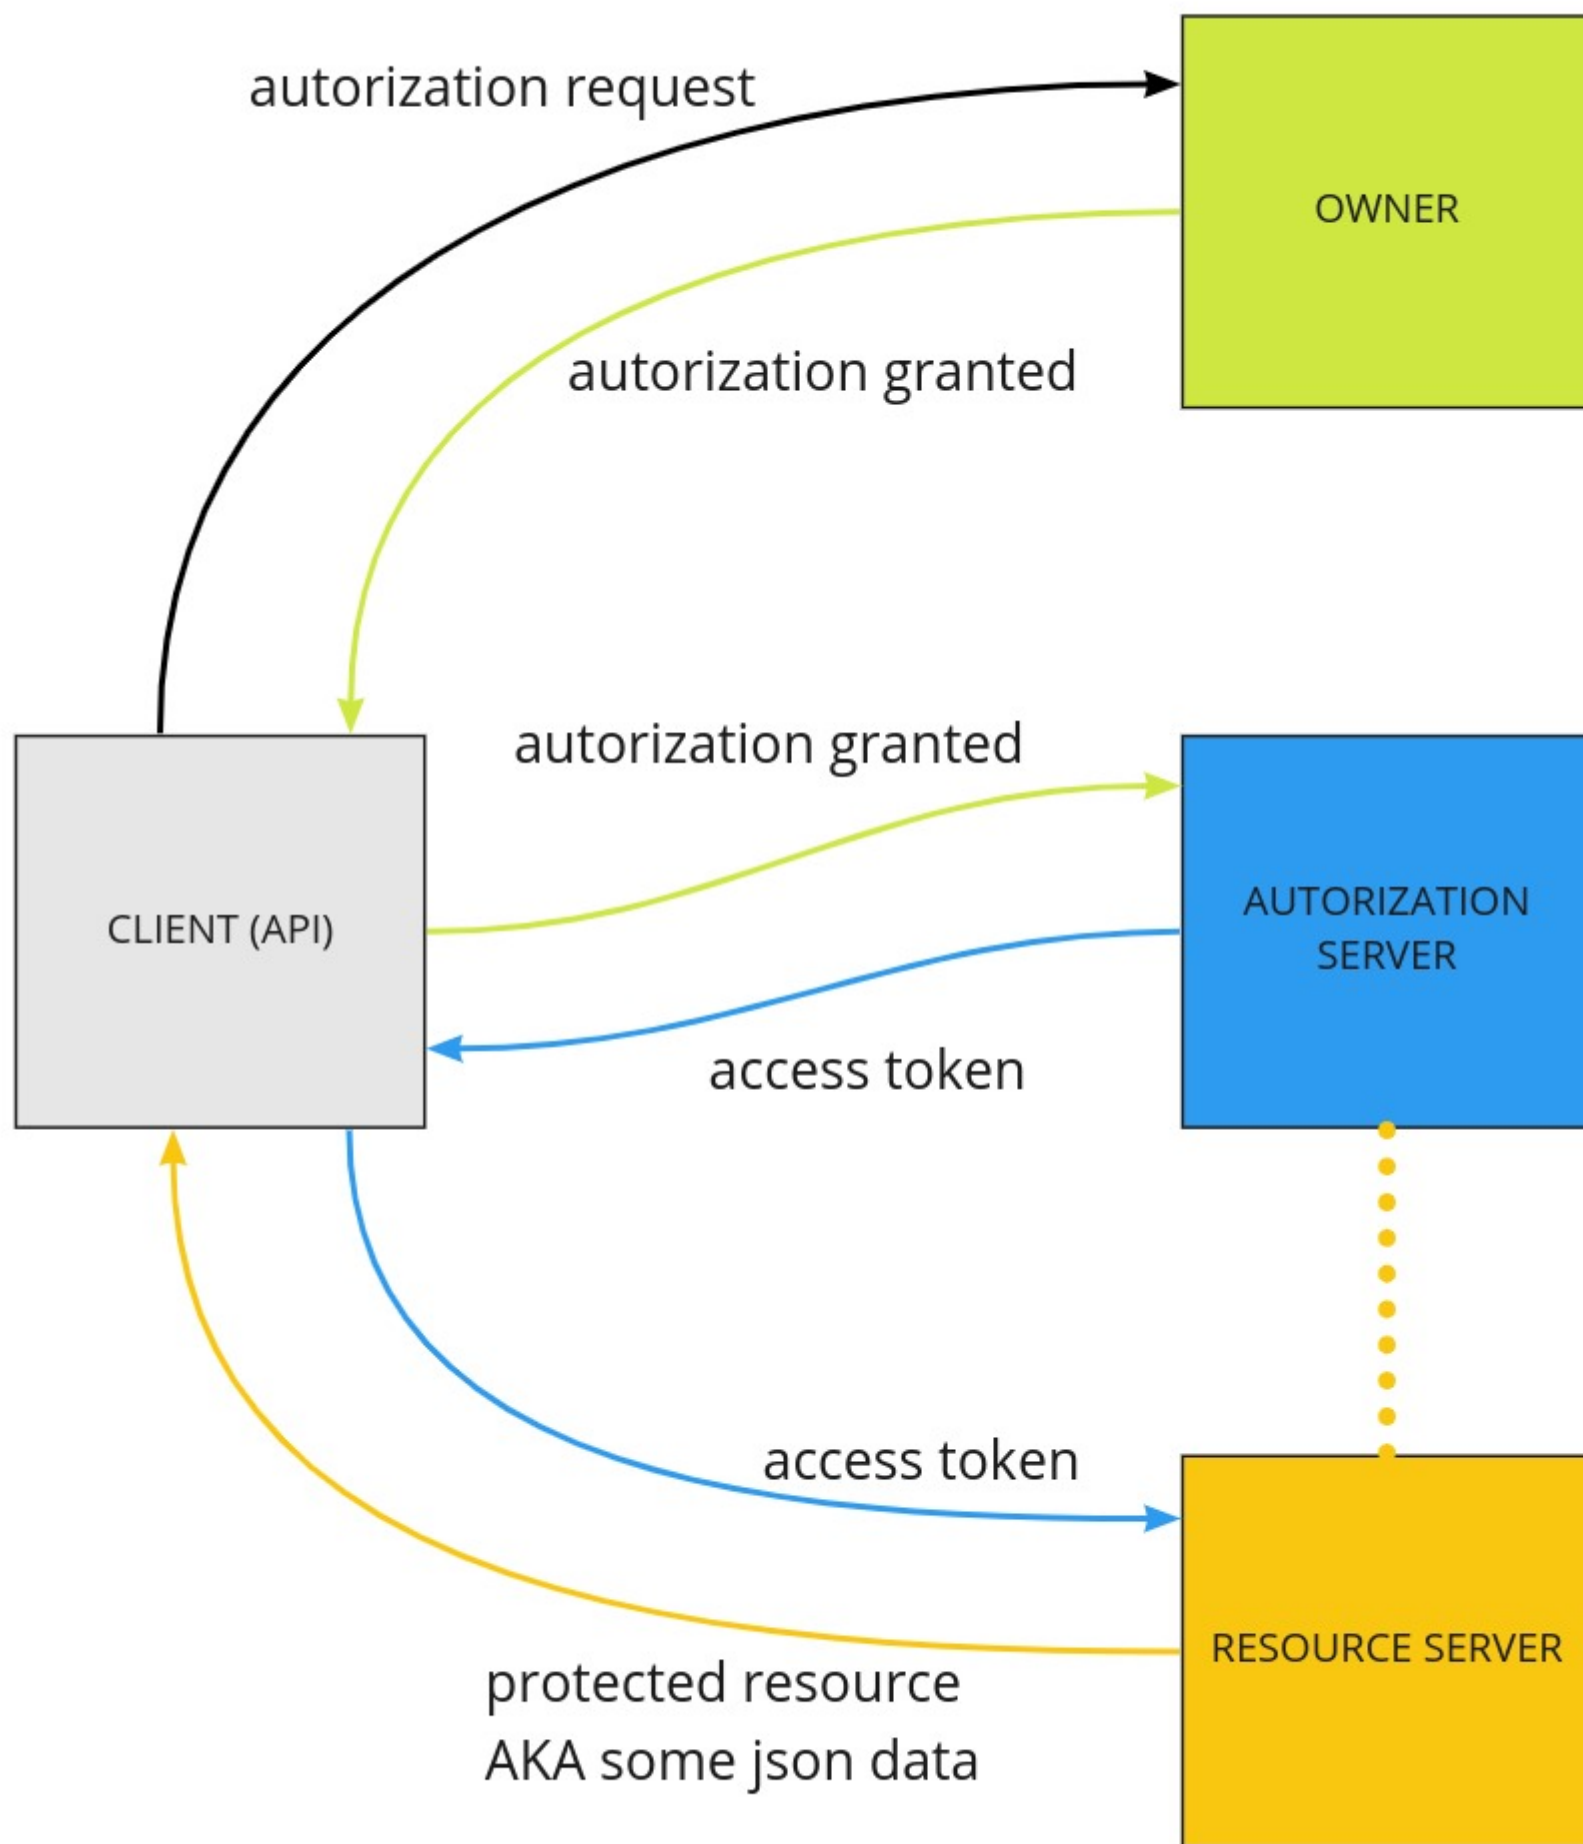 autorization request
OWNER
autorization granted
autorization granted
CLIENT (API)
AUTORIZATION
SERVER
access token
access token
RESOURCE SERVER
protected resource
AKA some json data